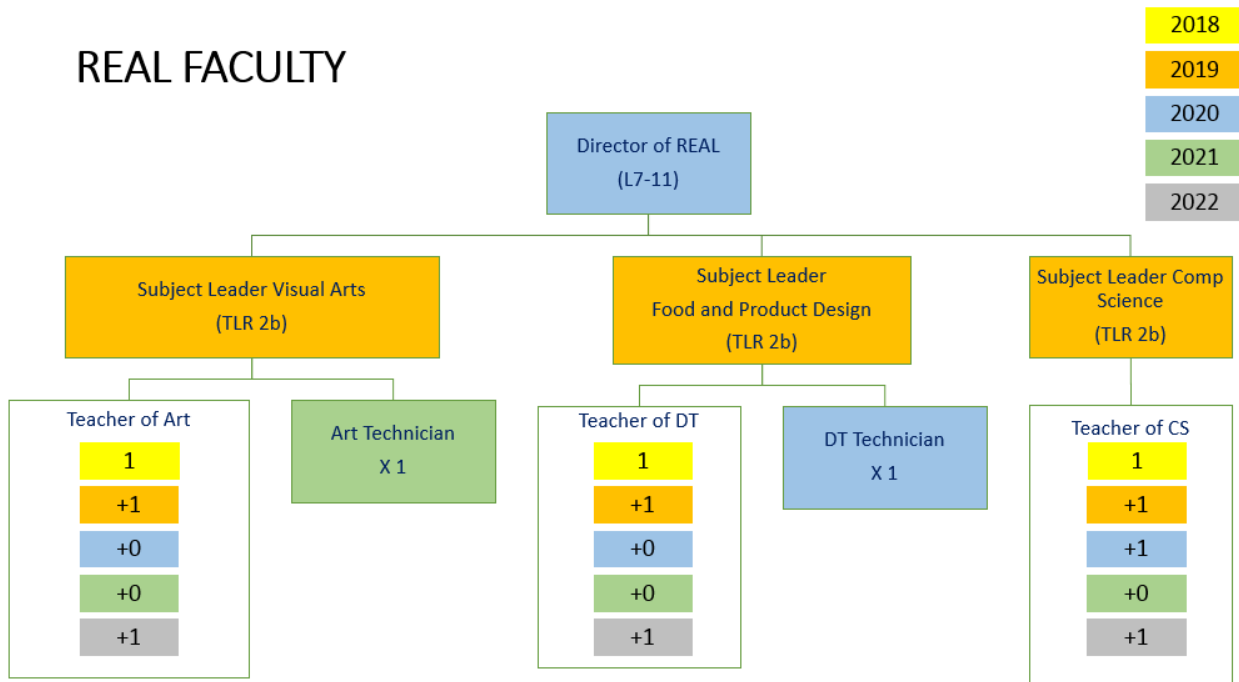 REAL FACULTY
2018
2019
2020
2021
2022
Director of REAL
(L7-11)
Subject Leader Visual Arts
(TLR 2b)
Subject Leader
Food and Product Design
(TLR 2b)
Subject Leader Comp
Science
(TLR 2b)
Teacher of Art
1
+1
+0
+0
+1
Art Technician
X 1
Teacher of DT
1
+1
+0
+0
+1
DT Technician
X 1
Teacher of CS
1
+1
+1
+0
+1